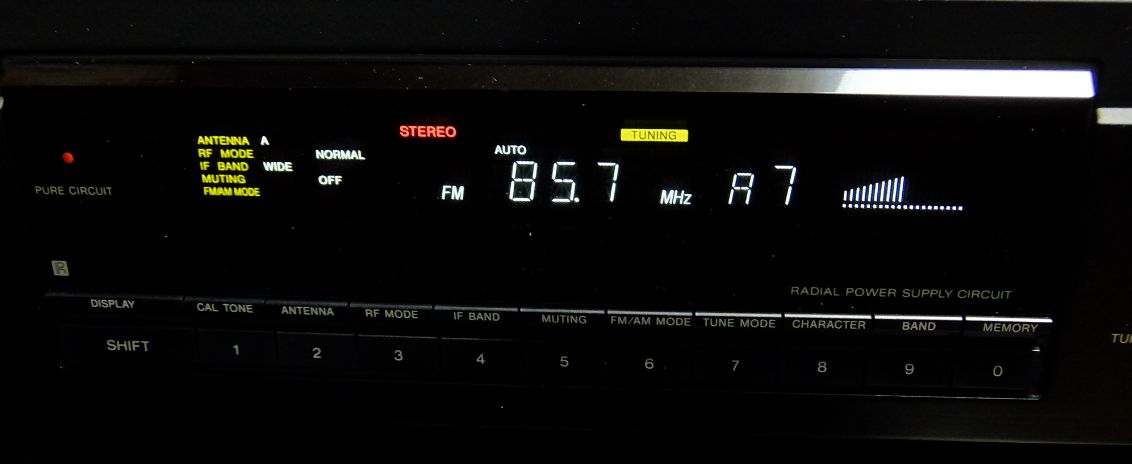 STEREO
TUNING
ANTENNA A
AUTO
RF MODE NORMAL
IF BAND WIDE
MUTING OFF
FM/AM MODE
FM 85.7 MHz A7
PURE CIRCUIT
R
RADIAL POWER SUPPLY CIRCUIT
DISPLAY CAL TONE ANTENNA RF MODE IF BAND MUTING FM/AM MODE TUNE MODE CHARACTER BAND MEMORY
SHIFT 1 2 3 4 5 6 7 8 9 0